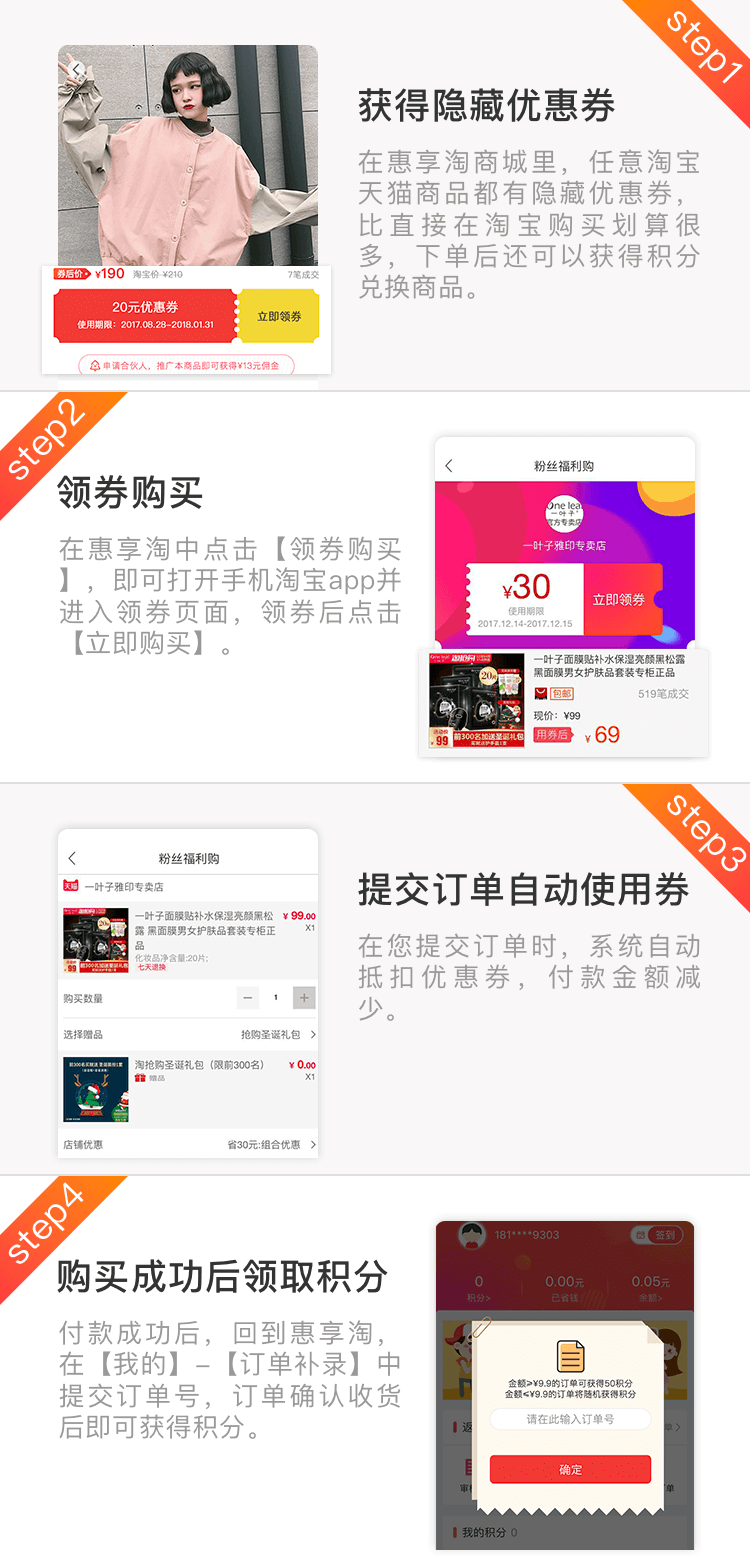 step1
获得隐藏优惠券
在惠享淘商城里，任意淘宝
天猫商品都有隐藏优惠券，
比直接在淘宝购买划算很
多，下单后还可以获得积分
兑换商品。
券后价 ¥190 淘宝价 ¥210 7笔成交
20元优惠券
使用期限：2017.08.28-2018.01.31
立即领券
申请合伙人，推广本商品即可获得¥13元佣金
step2
领券购买
在惠享淘中点击【领券购买
】，即可打开手机淘宝app并
进入领券页面，领券后点击
【立即购买】。
粉丝福利购
One leaf
一叶子
官方专卖店
一叶子雅印专卖店
¥30
使用期限
2017.12.14-2017.12.15
立即领券
20元
活动价
¥99
前300名加送圣诞礼包
一叶子面膜贴补水保湿亮颜黑松露
黑面膜男女护肤品套装专柜正品
包邮 519笔成交
现价：¥99
用券后 ¥69
step3
提交订单自动使用券
在您提交订单时，系统自动
抵扣优惠券，付款金额减
少。
粉丝福利购
天猫 一叶子雅印专卖店
一叶子面膜贴补水保湿亮颜黑松 ¥ 99.00
露 黑面膜男女护肤品套装专柜正 X1
品
化妆品净含量:20片;
七天退换
购买数量 − 1 +
选择赠品 抢购圣诞礼包 >
淘抢购圣诞礼包（限前300名） ¥ 0.00
赠品 X1
店铺优惠 省30元:组合优惠 >
step4
购买成功后领取积分
付款成功后，回到惠享淘，
在【我的】–【订单补录】中
提交订单号，订单确认收货
后即可获得积分。
181****9303 签到
0 0.00元 0.05元
积分> 已省钱 余额>
金额≥¥9.9的订单可获得50积分
金额≤¥9.9的订单将随机获得积分
请在此输入订单号
确定
返
单 >
审
单
我的积分 0